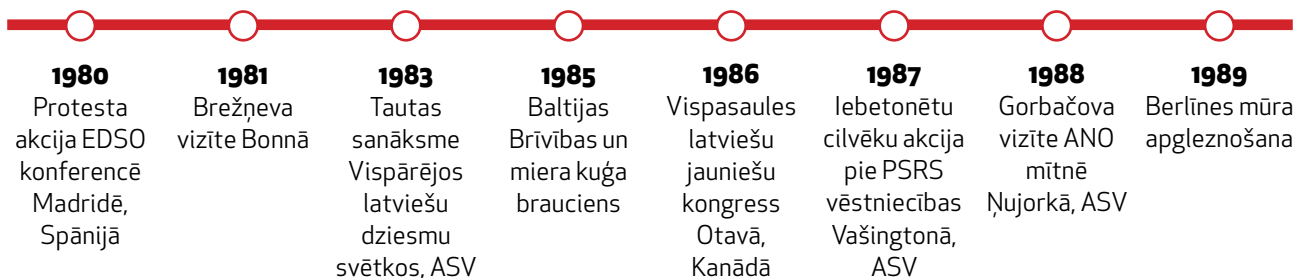 1980
Protesta
akcija EDSO
konferencē
Madridē,
Spānijā
1981
Brežņeva
vizīte Bonnā
1983
Tautas
sanāksme
Vispārējos
latviešu
dziesmu
svētkos, ASV
1985
Baltijas
Brīvības un
miera kuģa
brauciens
1986
Vispasaules
latviešu
jauniešu
kongress
Otavā,
Kanādā
1987
Iebetonētu
cilvēku akcija
pie PSRS
vēstniecības
Vašingtonā,
ASV
1988
Gorbačova
vizīte ANO
mītnē
Ņujorkā, ASV
1989
Berlīnes mūra
apgleznošana